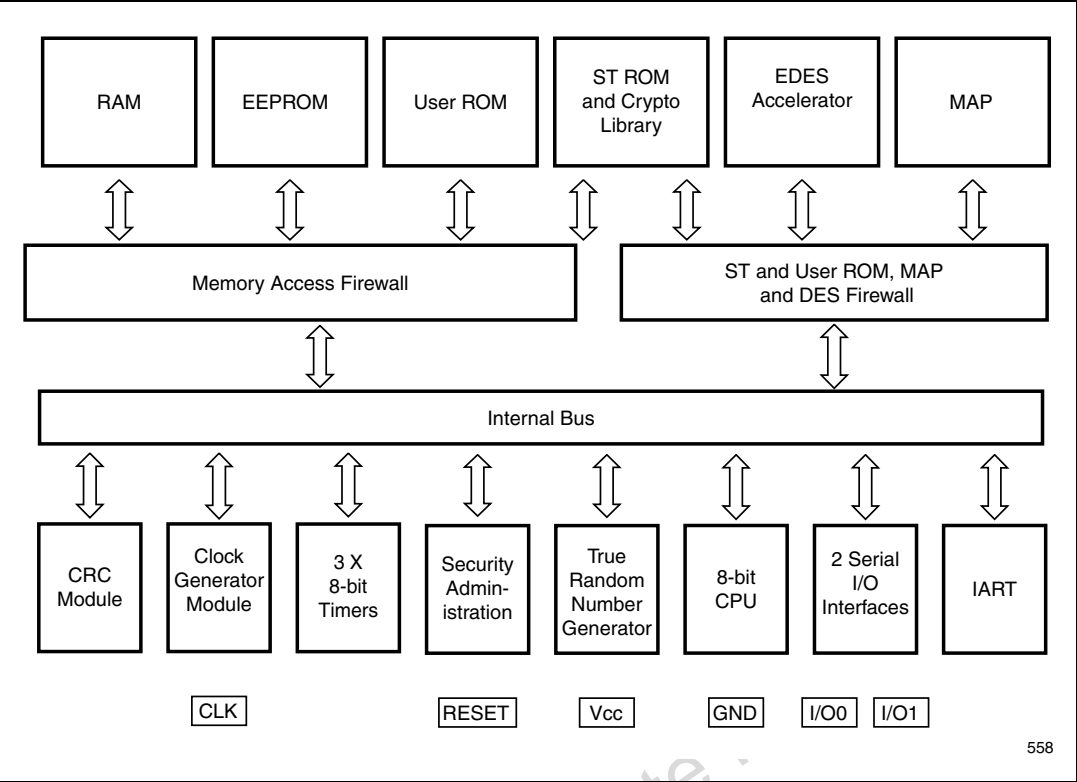 RAM
EEPROM
User ROM
ST ROM
and Crypto
Library
EDES
Accelerator
MAP
Memory Access Firewall
ST and User ROM, MAP
and DES Firewall
Internal Bus
CRC
Module
Clock
Generator
Module
3 X
8-bit
Timers
Security
Admin-
istration
True
Random
Number
Generator
8-bit
CPU
2 Serial
I/O
Interfaces
IART
CLK
RESET
Vcc
GND
I/O0
I/O1
558